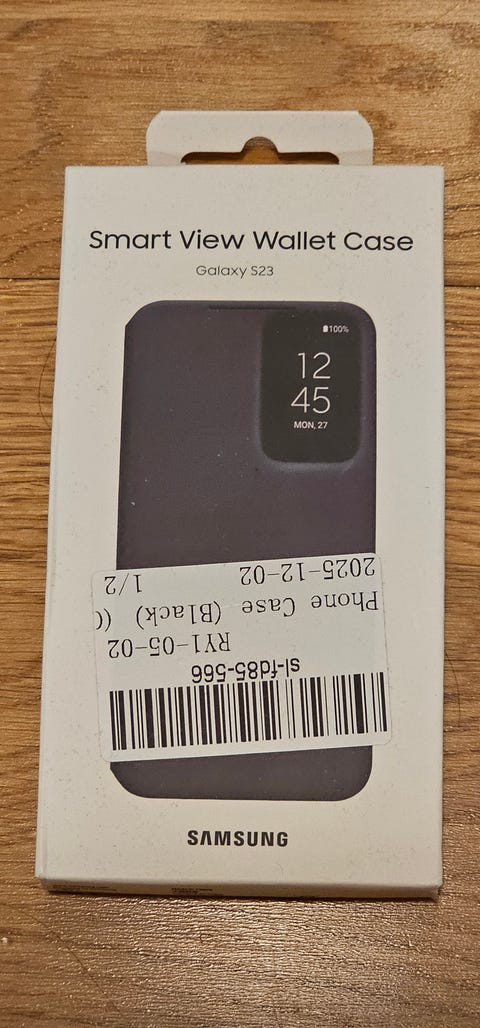 Smart View Wallet Case
Galaxy S23
100%
12
45
MON, 27
sl-fd85-566
RY1-05-02
Phone Case (Black) (
2025-12-02 1/2
SAMSUNG